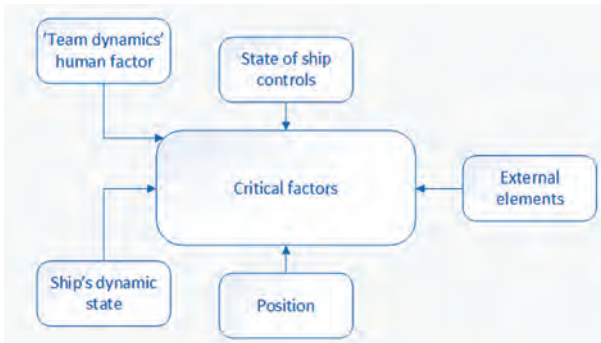 'Team dynamics'
human factor
State of ship
controls
Critical factors
External
elements
Ship's dynamic
state
Position